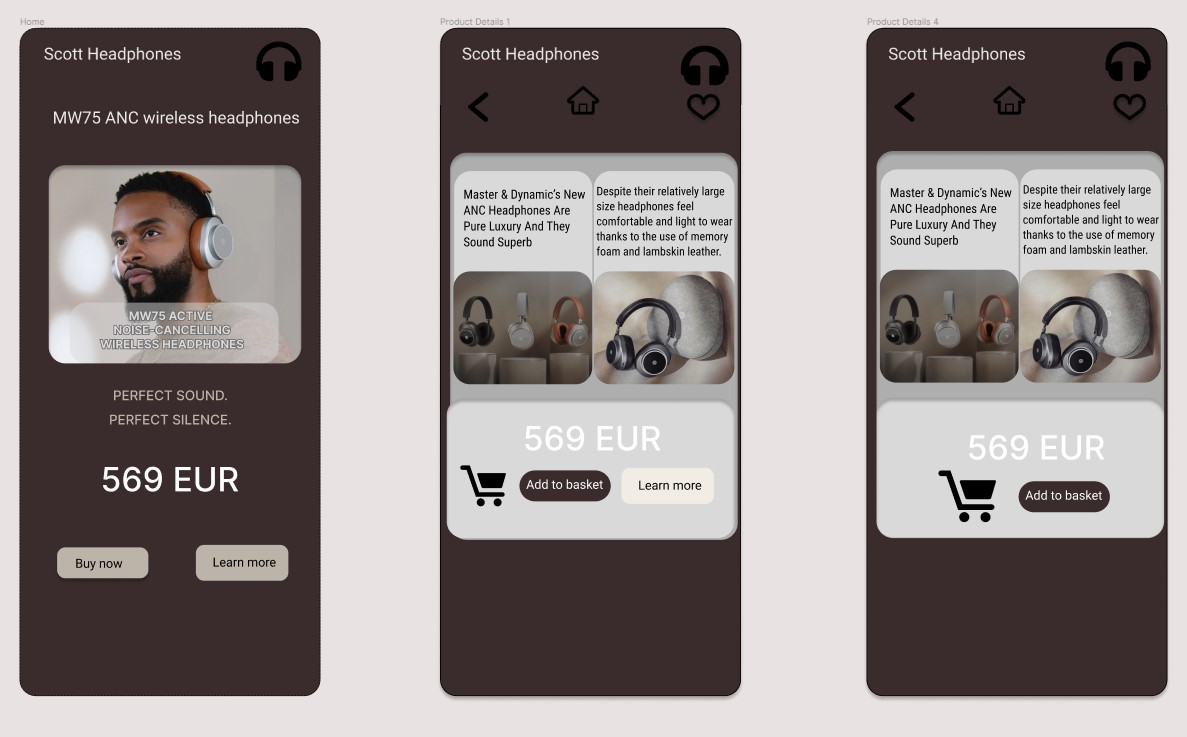 Home
Scott Headphones
MW75 ANC wireless headphones
MW75 ACTIVE
NOISE-CANCELLING
WIRELESS HEADPHONES
PERFECT SOUND.
PERFECT SILENCE.
569 EUR
Buy now
Learn more
Product Details 1
Scott Headphones
Master & Dynamic's New
ANC Headphones Are
Pure Luxury And They
Sound Superb
Despite their relatively large
size headphones feel
comfortable and light to wear
thanks to the use of memory
foam and lambskin leather.
569 EUR
Add to basket
Learn more
Product Details 4
Scott Headphones
Master & Dynamic's New
ANC Headphones Are
Pure Luxury And They
Sound Superb
Despite their relatively large
size headphones feel
comfortable and light to wear
thanks to the use of memory
foam and lambskin leather.
569 EUR
Add to basket